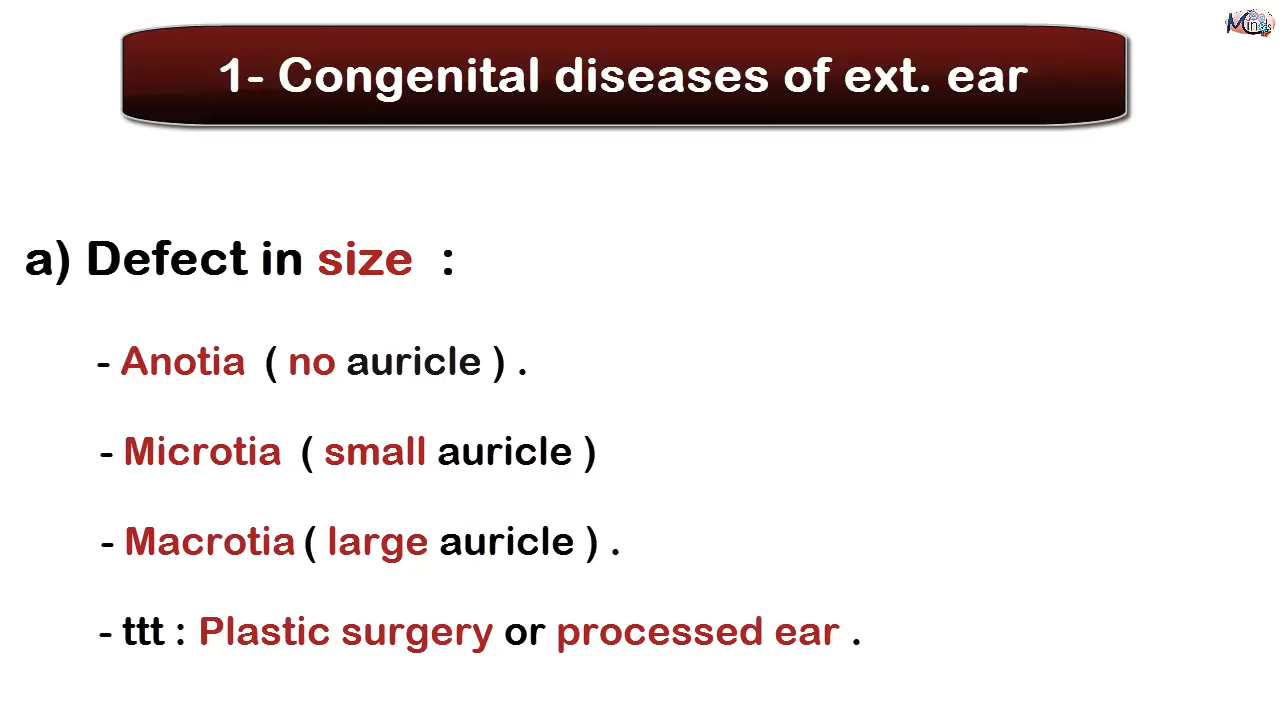 1- Congenital diseases of ext. ear
a) Defect in size :
- Anotia ( no auricle ) .
- Microtia ( small auricle )
- Macrotia ( large auricle ) .
- ttt : Plastic surgery or processed ear .